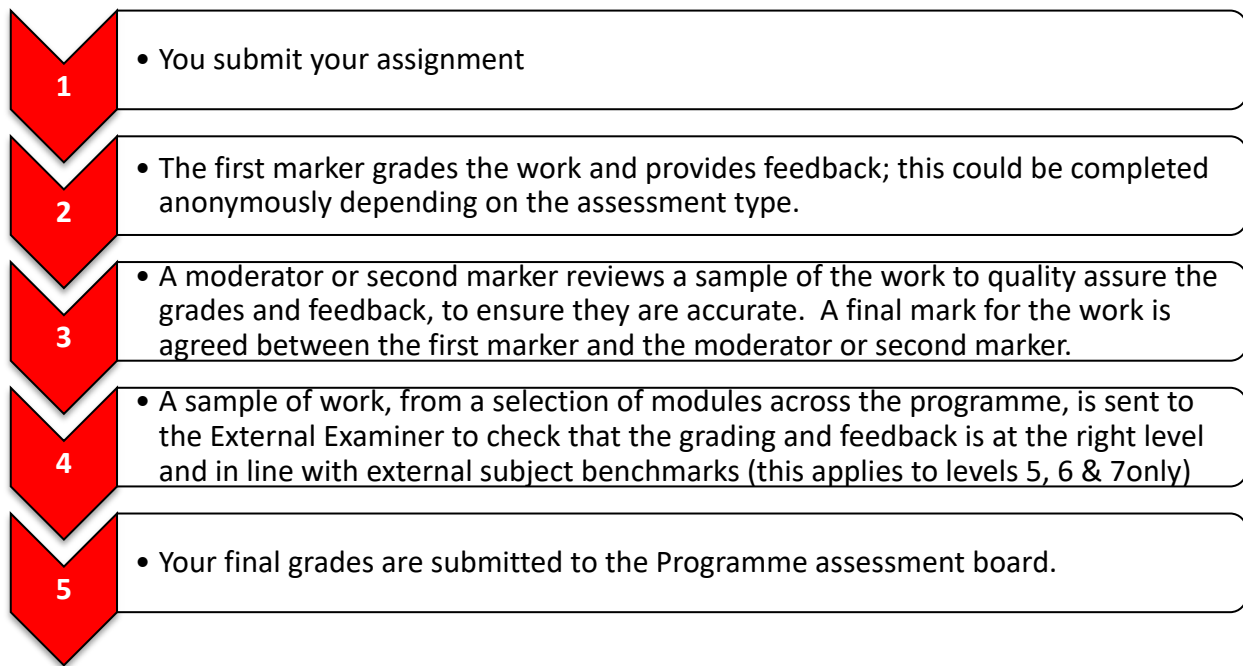 1
• You submit your assignment
2
• The first marker grades the work and provides feedback; this could be completed
anonymously depending on the assessment type.
3
• A moderator or second marker reviews a sample of the work to quality assure the
grades and feedback, to ensure they are accurate.  A final mark for the work is
agreed between the first marker and the moderator or second marker.
4
• A sample of work, from a selection of modules across the programme, is sent to
the External Examiner to check that the grading and feedback is at the right level
and in line with external subject benchmarks (this applies to levels 5, 6 & 7only)
5
• Your final grades are submitted to the Programme assessment board.